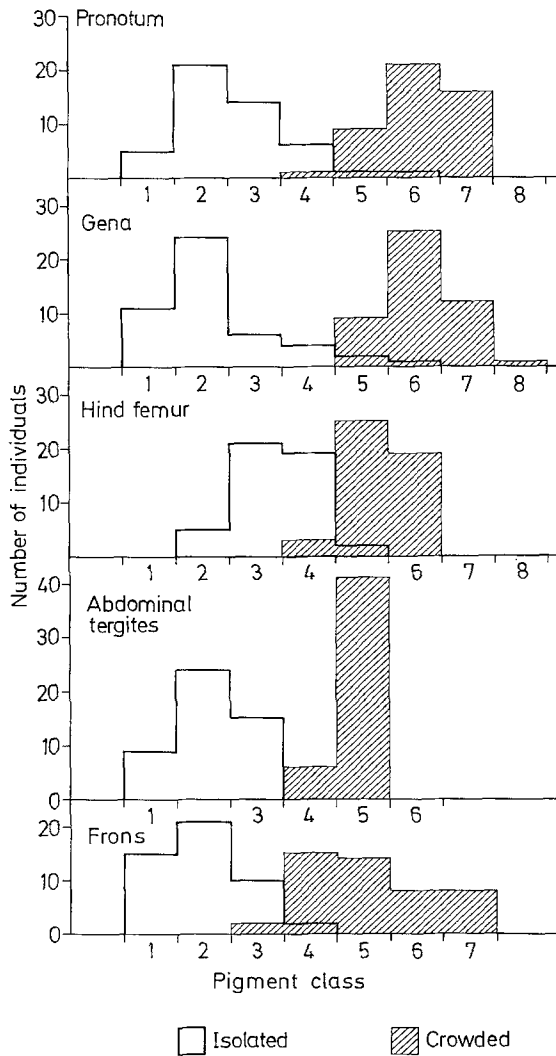 30
Pronotum
20
10
1 2 3 4 5 6 7 8
30
Gena
20
10
1 2 3 4 5 6 7 8
30
Hind femur
20
10
1 2 3 4 5 6 7 8
40
Abdominal
tergites
30
20
10
0
1 3 4 5 6
20
Frons
10
0
1 2 3 4 5 6 7
Number of individuals
Pigment class
Isolated
Crowded